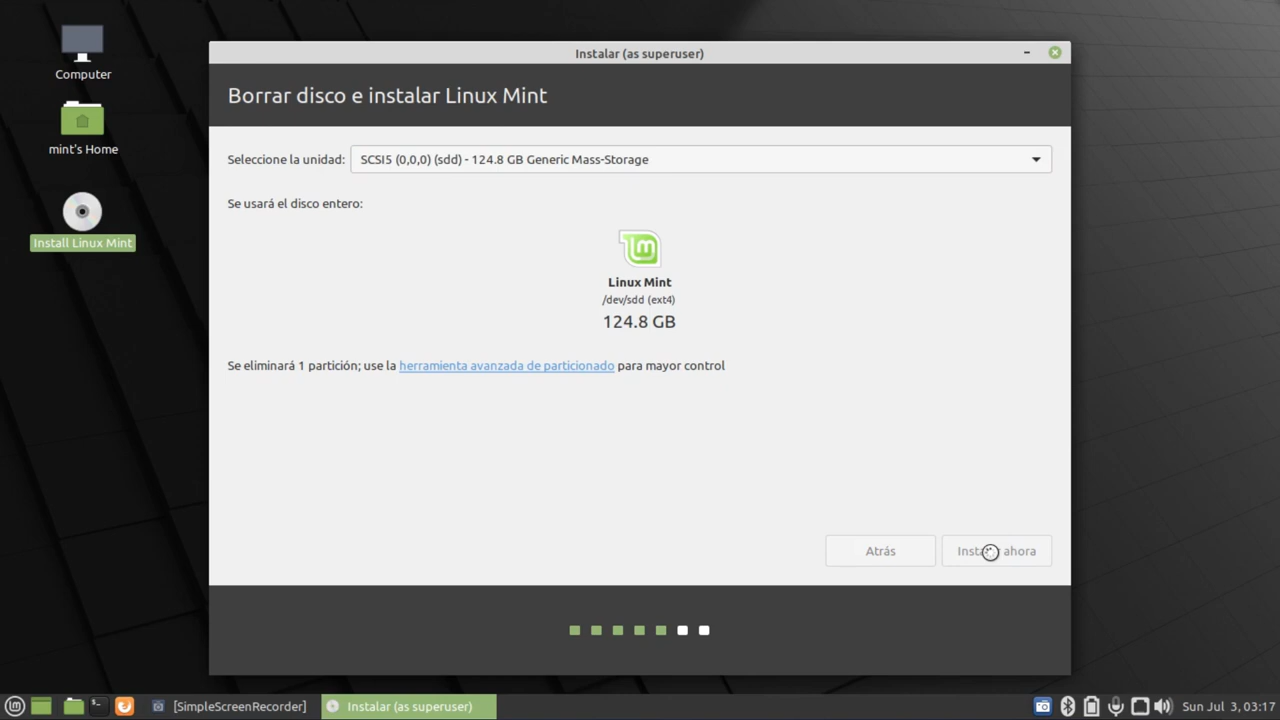 Computer
mint's Home
Install Linux Mint
Instalar (as superuser)
Borrar disco e instalar Linux Mint
Seleccione la unidad: SCSI5 (0,0,0) (sdd) - 124.8 GB Generic Mass-Storage
Se usará el disco entero:
Linux Mint
/dev/sdd (ext4)
124.8 GB
Se eliminará 1 partición; use la herramienta avanzada de particionado para mayor control
Atrás
ahora
[SimpleScreenRecorder]
Instalar (as superuser)
Sun Jul 3, 03:17